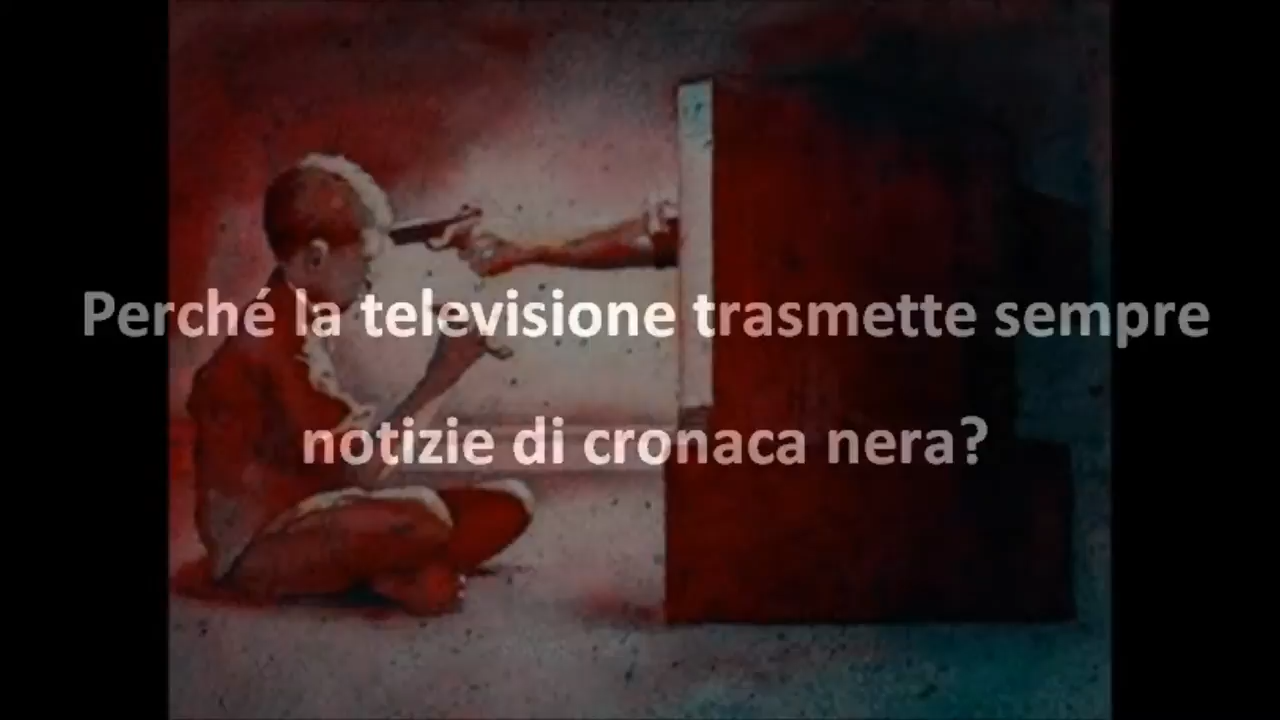 Perché la televisione trasmette sempre
notizie di cronaca nera?